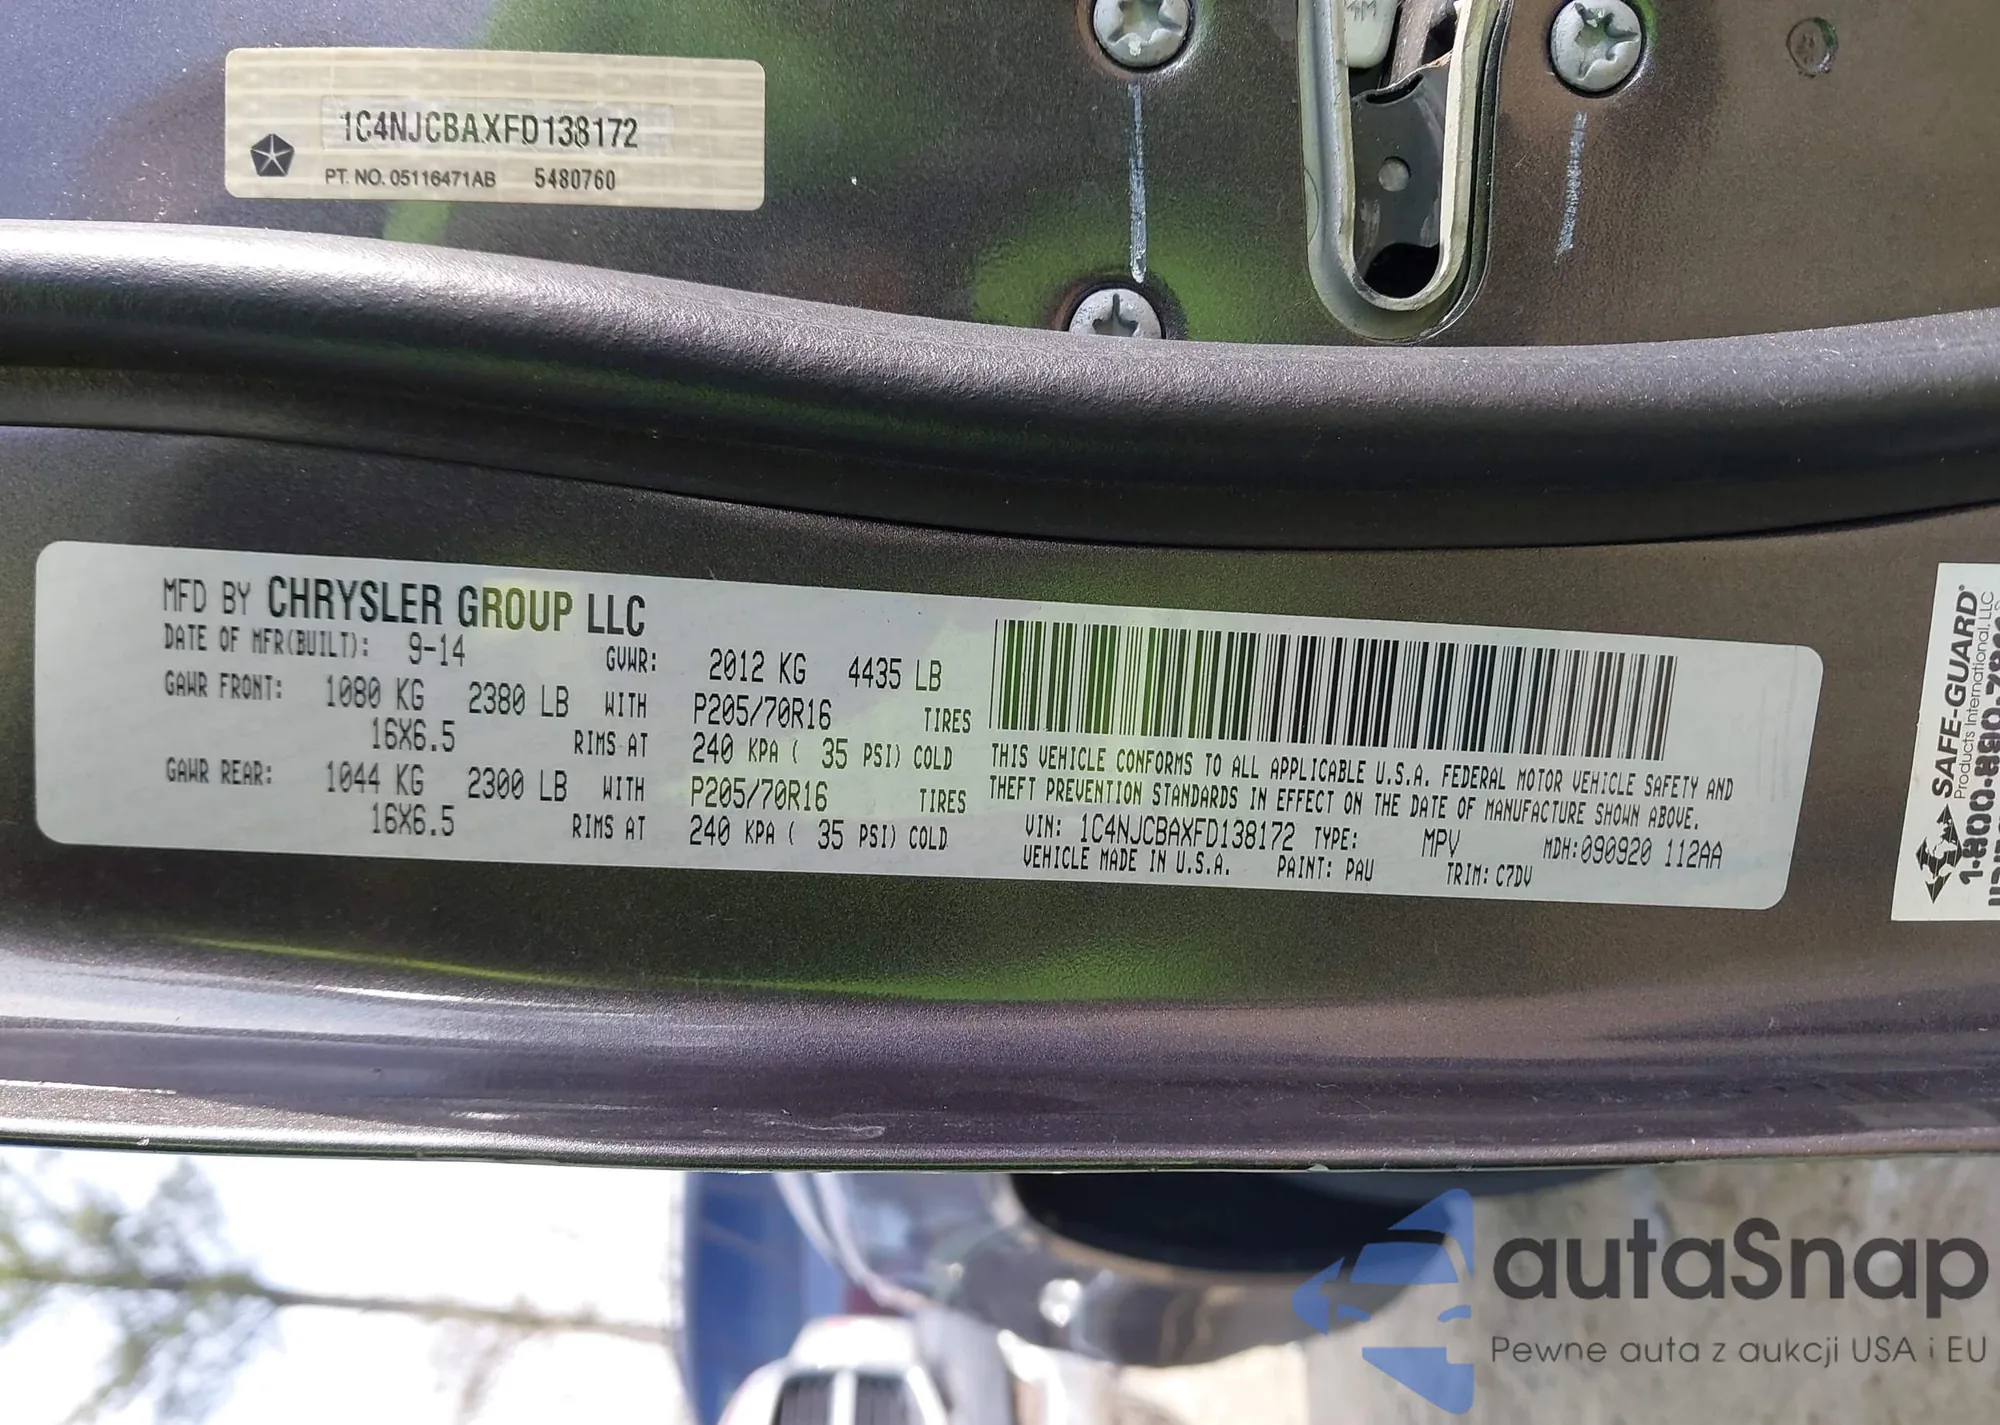 1C4NJCBAXFD138172
PT. NO. 05116471AB 5480760
MFD BY CHRYSLER GROUP LLC
DATE OF MFR(BUILT): 9-14 GVWR: 2012 KG 4435 LB
GAWR FRONT: 1080 KG 2380 LB WITH P205/70R16 TIRES
16X6.5 RIMS AT 240 KPA ( 35 PSI) COLD
GAWR REAR: 1044 KG 2300 LB WITH P205/70R16 TIRES
16X6.5 RIMS AT 240 KPA ( 35 PSI) COLD
THIS VEHICLE CONFORMS TO ALL APPLICABLE U.S.A. FEDERAL MOTOR VEHICLE SAFETY AND
THEFT PREVENTION STANDARDS IN EFFECT ON THE DATE OF MANUFACTURE SHOWN ABOVE.
VIN: 1C4NJCBAXFD138172 TYPE: MPV MDH:090920 112AA
VEHICLE MADE IN U.S.A. PAINT: PAU TRIM: C7DV
SAFE-GUARD®
Products International, LLC
autaSnap
Pewne auta z aukcji USA i EU